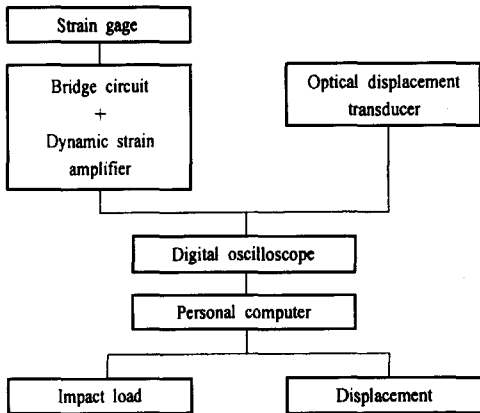 Strain gage
Bridge circuit
+
Dynamic strain
amplifier
Optical displacement
transducer
Digital oscilloscope
Personal computer
Impact load
Displacement